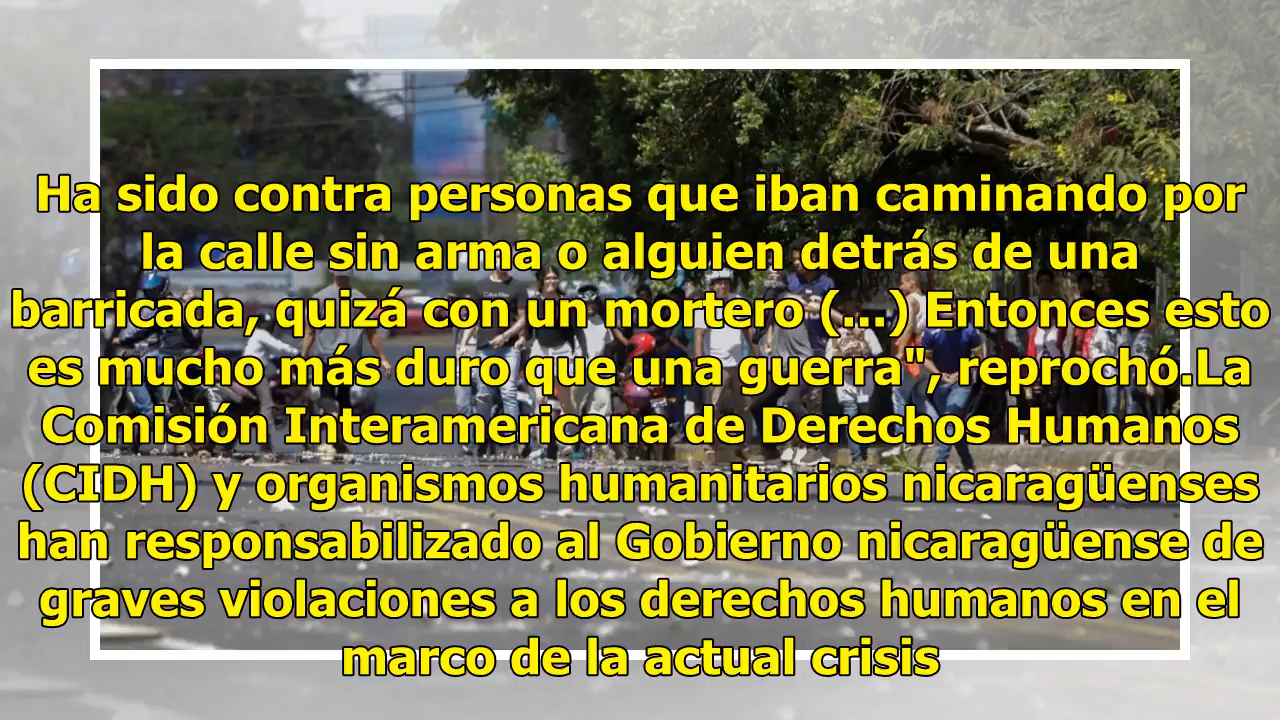 Ha sido contra personas que iban caminando por
la calle sin arma o alguien detrás de una
barricada, quizá con un mortero (...) Entonces esto
es mucho más duro que una guerra", reprochó.La
Comisión Interamericana de Derechos Humanos
(CIDH) y organismos humanitarios nicaragüenses
han responsabilizado al Gobierno nicaragüense de
graves violaciones a los derechos humanos en el
marco de la actual crisis